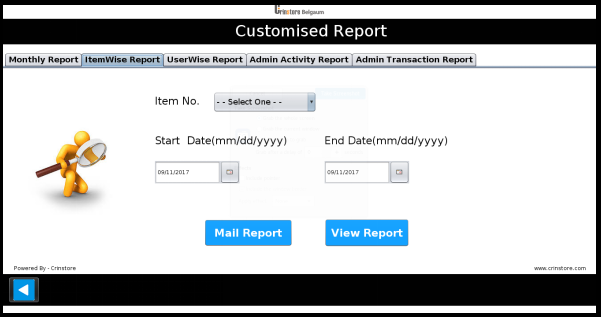 Crinstore Belgaum
Customised Report
Monthly Report ItemWise Report UserWise Report Admin Activity Report Admin Transaction Report
Item No. - - Select One - -
Start Date(mm/dd/yyyy) End Date(mm/dd/yyyy)
09/11/2017 09/11/2017
Mail Report View Report
Powered By - Crinstore www.crinstore.com